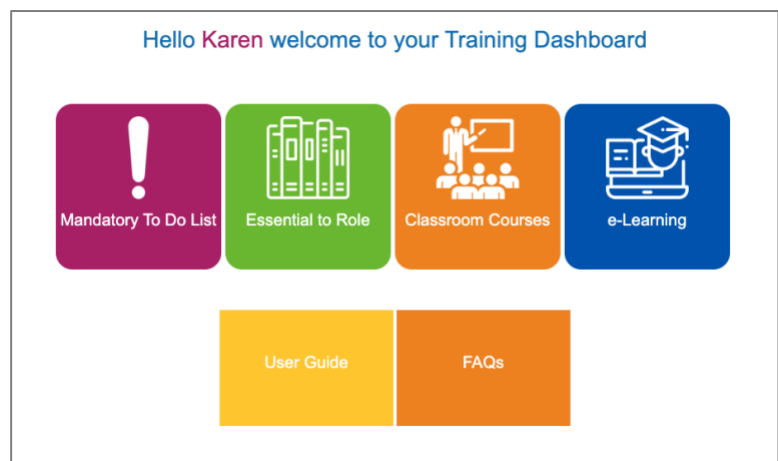 Hello Karen welcome to your Training Dashboard
Mandatory To Do List
Essential to Role
Classroom Courses
e-Learning
User Guide
FAQs